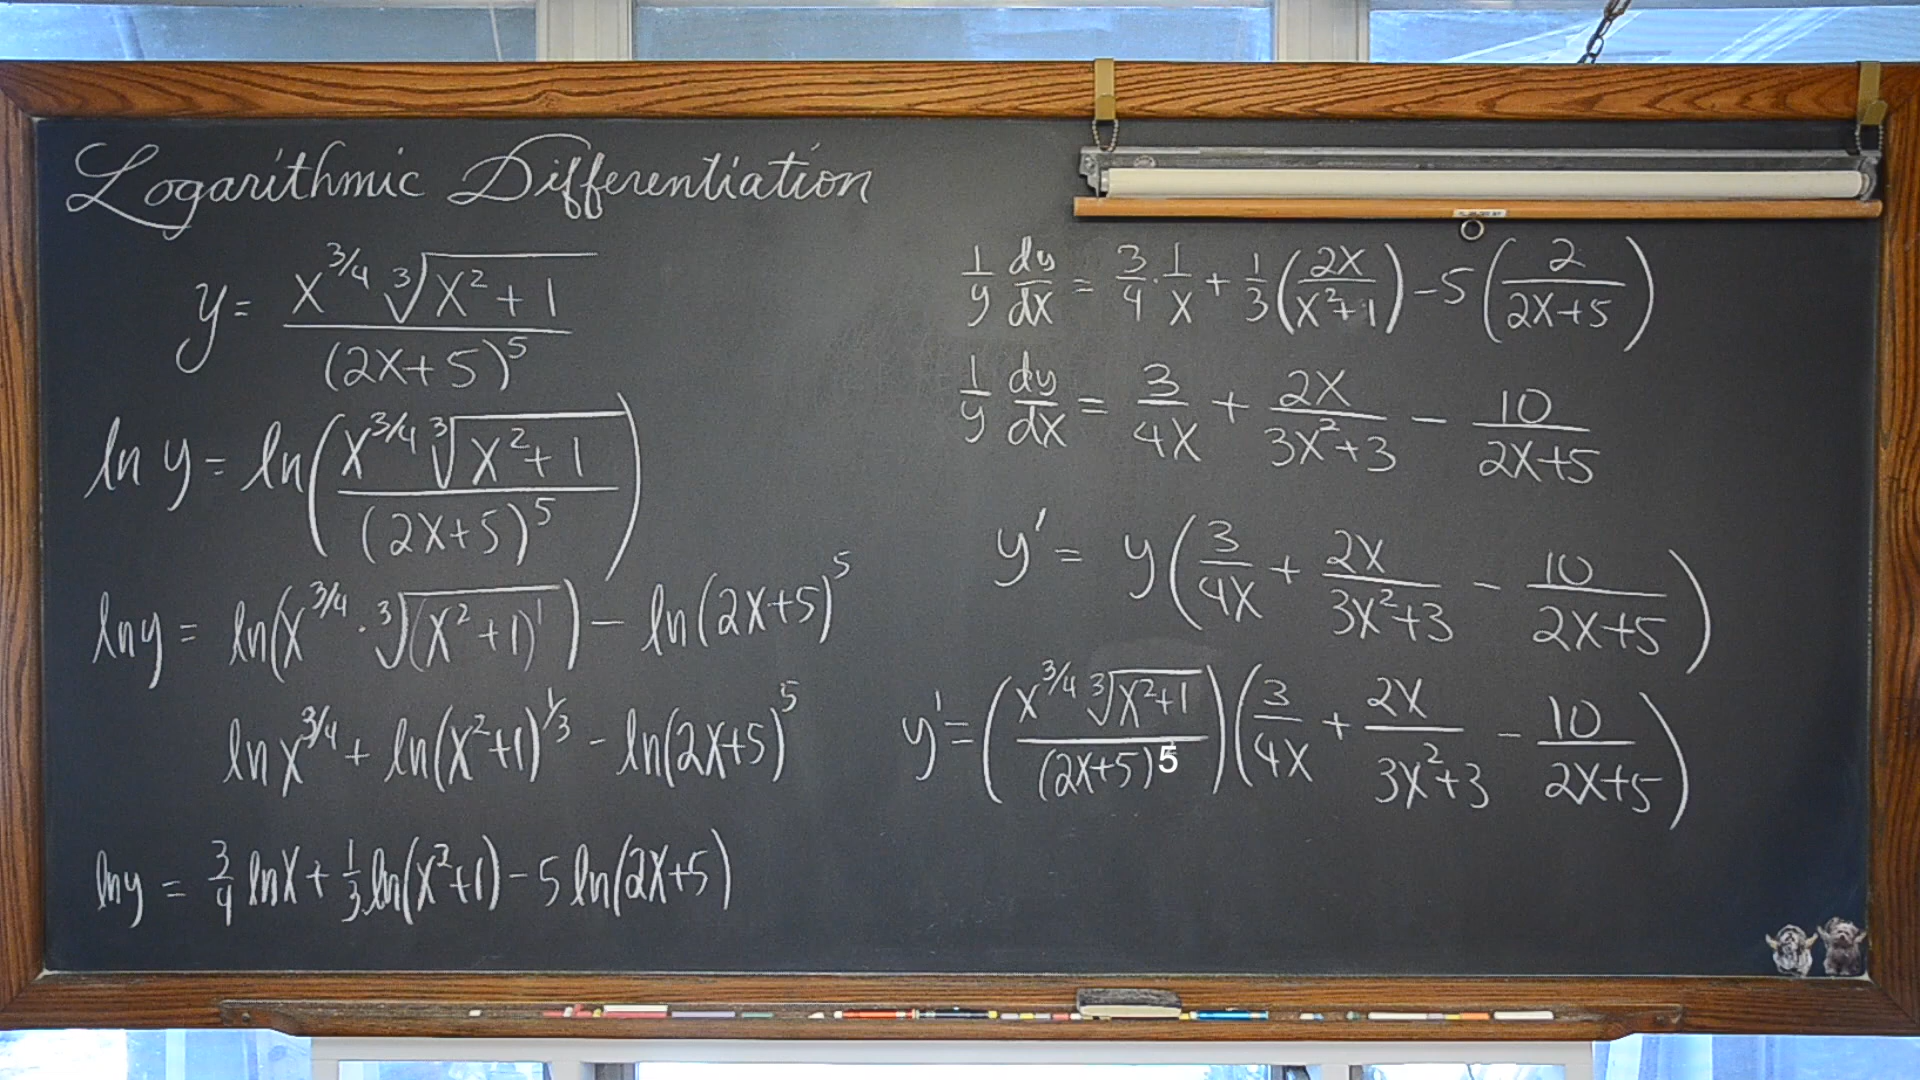 Logarithmic Differentiation
y = x^(3/4) ∛(x²+1) / (2x+5)^5
ln y = ln( x^(3/4) ∛(x²+1) / (2x+5)^5 )
ln y = ln(x^(3/4) · ∛((x²+1)^1)) − ln(2x+5)^5
ln x^(3/4) + ln(x²+1)^(1/3) − ln(2x+5)^5
ln y = 3/4 ln x + 1/3 ln(x²+1) − 5 ln(2x+5)
1/y dy/dx = 3/4 · 1/x + 1/3 (2x/(x²+1)) − 5 (2/(2x+5))
1/y dy/dx = 3/(4x) + 2x/(3x²+3) − 10/(2x+5)
y' = y (3/(4x) + 2x/(3x²+3) − 10/(2x+5))
y' = (x^(3/4) ∛(x²+1) / (2x+5)^5) (3/(4x) + 2x/(3x²+3) − 10/(2x+5))